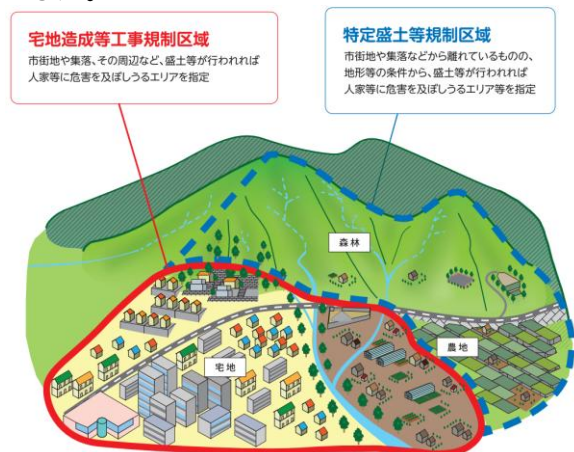 宅地造成等工事規制区域
市街地や集落、その周辺など、盛土等が行われれば
人家等に危害を及ぼしうるエリアを指定
特定盛土等規制区域
市街地や集落などから離れているものの、
地形等の条件から、盛土等が行われれば
人家等に危害を及ぼしうるエリア等を指定
森林
農地
宅地